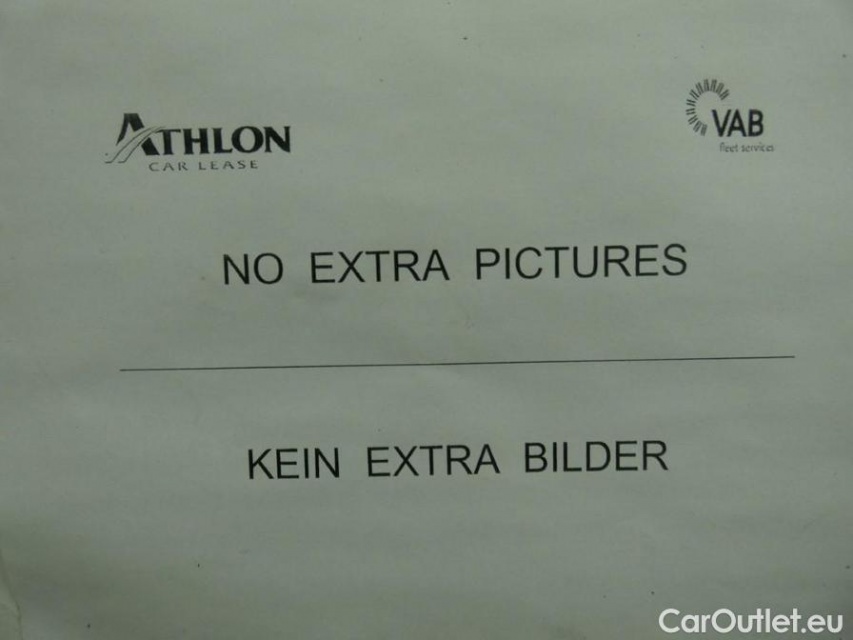 ATHLON
CAR LEASE
VAB
fleet services
NO EXTRA PICTURES
KEIN EXTRA BILDER
CarOutlet.eu